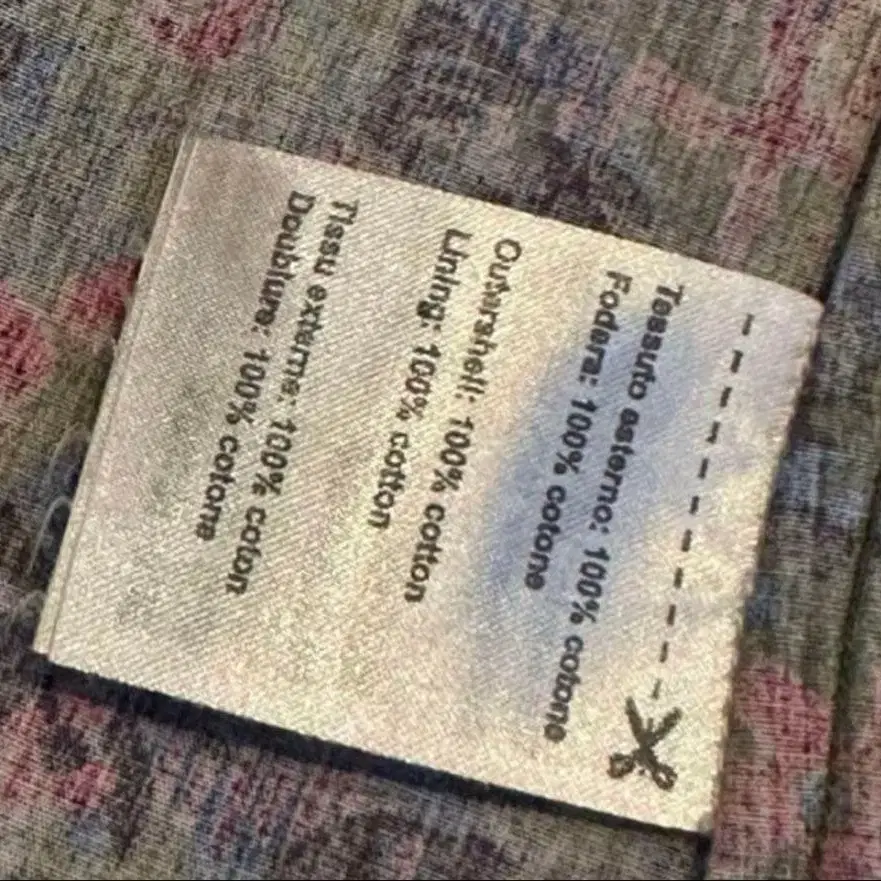 Tessuto esterno: 100% cotone
Fodera: 100% cotone
Outershell: 100% cotton
Lining: 100% cotton
Tissu externe: 100% coton
Doublure: 100% cotone